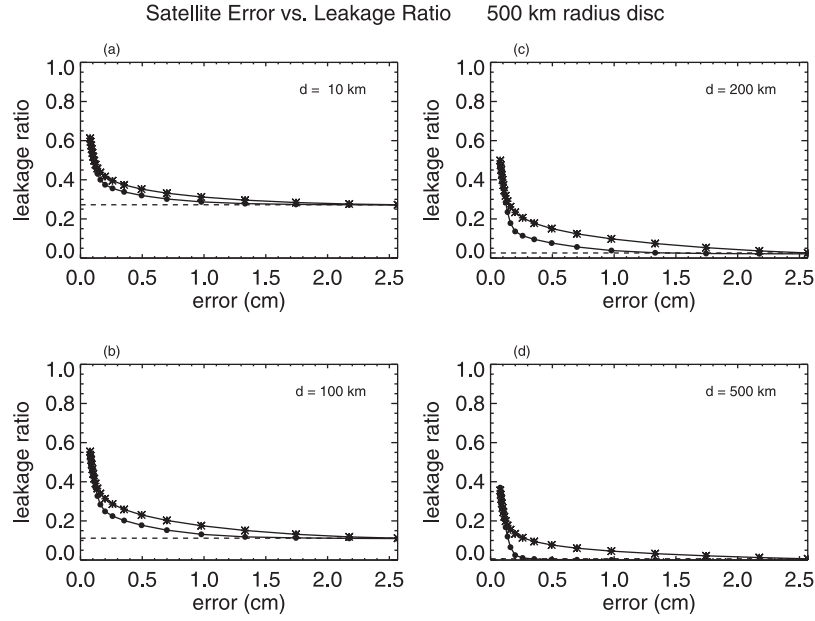 Satellite Error vs. Leakage Ratio 500 km radius disc
(a)
d = 10 km
leakage ratio
1.0
0.8
0.6
0.4
0.2
0.0
0.0 0.5 1.0 1.5 2.0 2.5
error (cm)
(c)
d = 200 km
leakage ratio
1.0
0.8
0.6
0.4
0.2
0.0
0.0 0.5 1.0 1.5 2.0 2.5
error (cm)
(b)
d = 100 km
leakage ratio
1.0
0.8
0.6
0.4
0.2
0.0
0.0 0.5 1.0 1.5 2.0 2.5
error (cm)
(d)
d = 500 km
leakage ratio
1.0
0.8
0.6
0.4
0.2
0.0
0.0 0.5 1.0 1.5 2.0 2.5
error (cm)